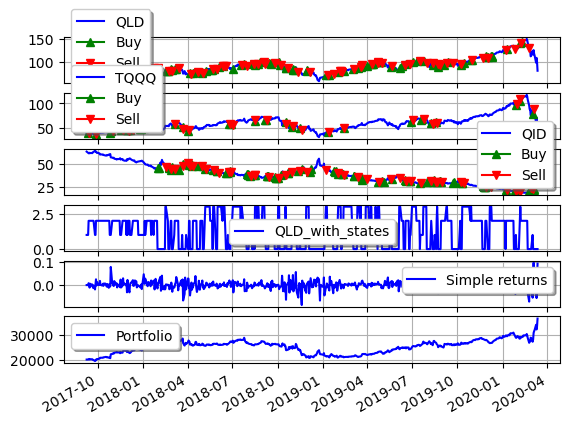 QLD
Buy
Sell
150
100
TQQQ
Buy
Sell
100
50
QID
Buy
Sell
50
25
2.5
0.0
QLD_with_states
0.1
0.0
Simple returns
30000
20000
Portfolio
2017-10
2018-01
2018-04
2018-07
2018-10
2019-01
2019-04
2019-07
2019-10
2020-01
2020-04